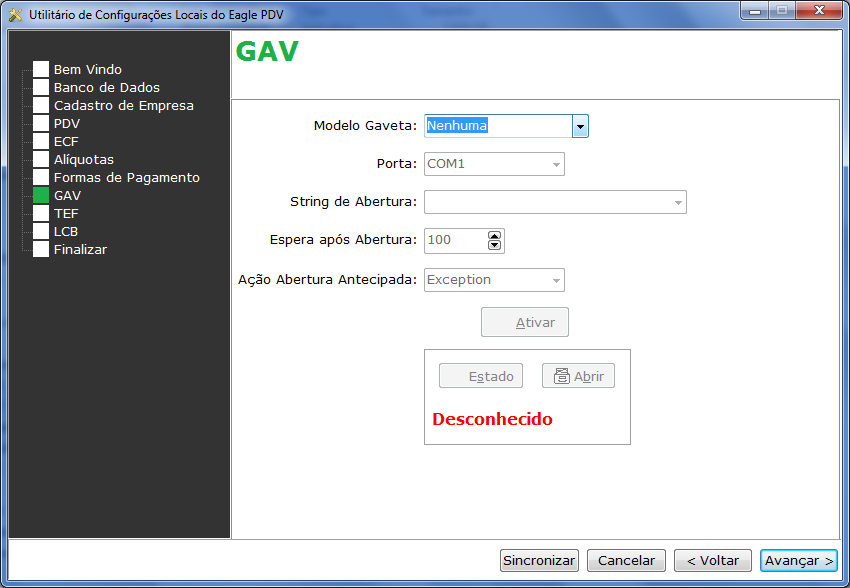 Utilitário de Configurações Locais do Eagle PDV
Bem Vindo
Banco de Dados
Cadastro de Empresa
PDV
ECF
Alíquotas
Formas de Pagamento
GAV
TEF
LCB
Finalizar
GAV
Modelo Gaveta: Nenhuma
Porta: COM1
String de Abertura:
Espera após Abertura: 100
Ação Abertura Antecipada: Exception
Ativar
Estado Abrir
Desconhecido
Sincronizar Cancelar < Voltar Avançar >